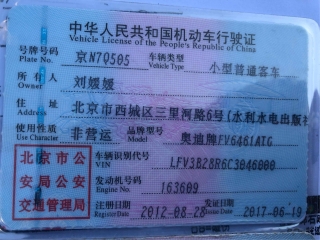 中华人民共和国机动车行驶证
Vehicle License of the People's Republic of China
号牌号码 京N7Q505 车辆类型 小型普通客车
Plate No. Vehicle Type
所有人 刘媛媛
Owner
住址 北京市西城区三里河路6号(水利水电出版社
Address
使用性质 非营运 品牌型号 奥迪牌FV6461ATG
Use Character Model
北京市公 车辆识别代号 LFV3B28R6C3046000
安局公安 VIN
交通管理局 发动机号码 163609
Engine No.
注册日期 2012-08-28 发证日期 2017-06-19
Register Date Issue Date